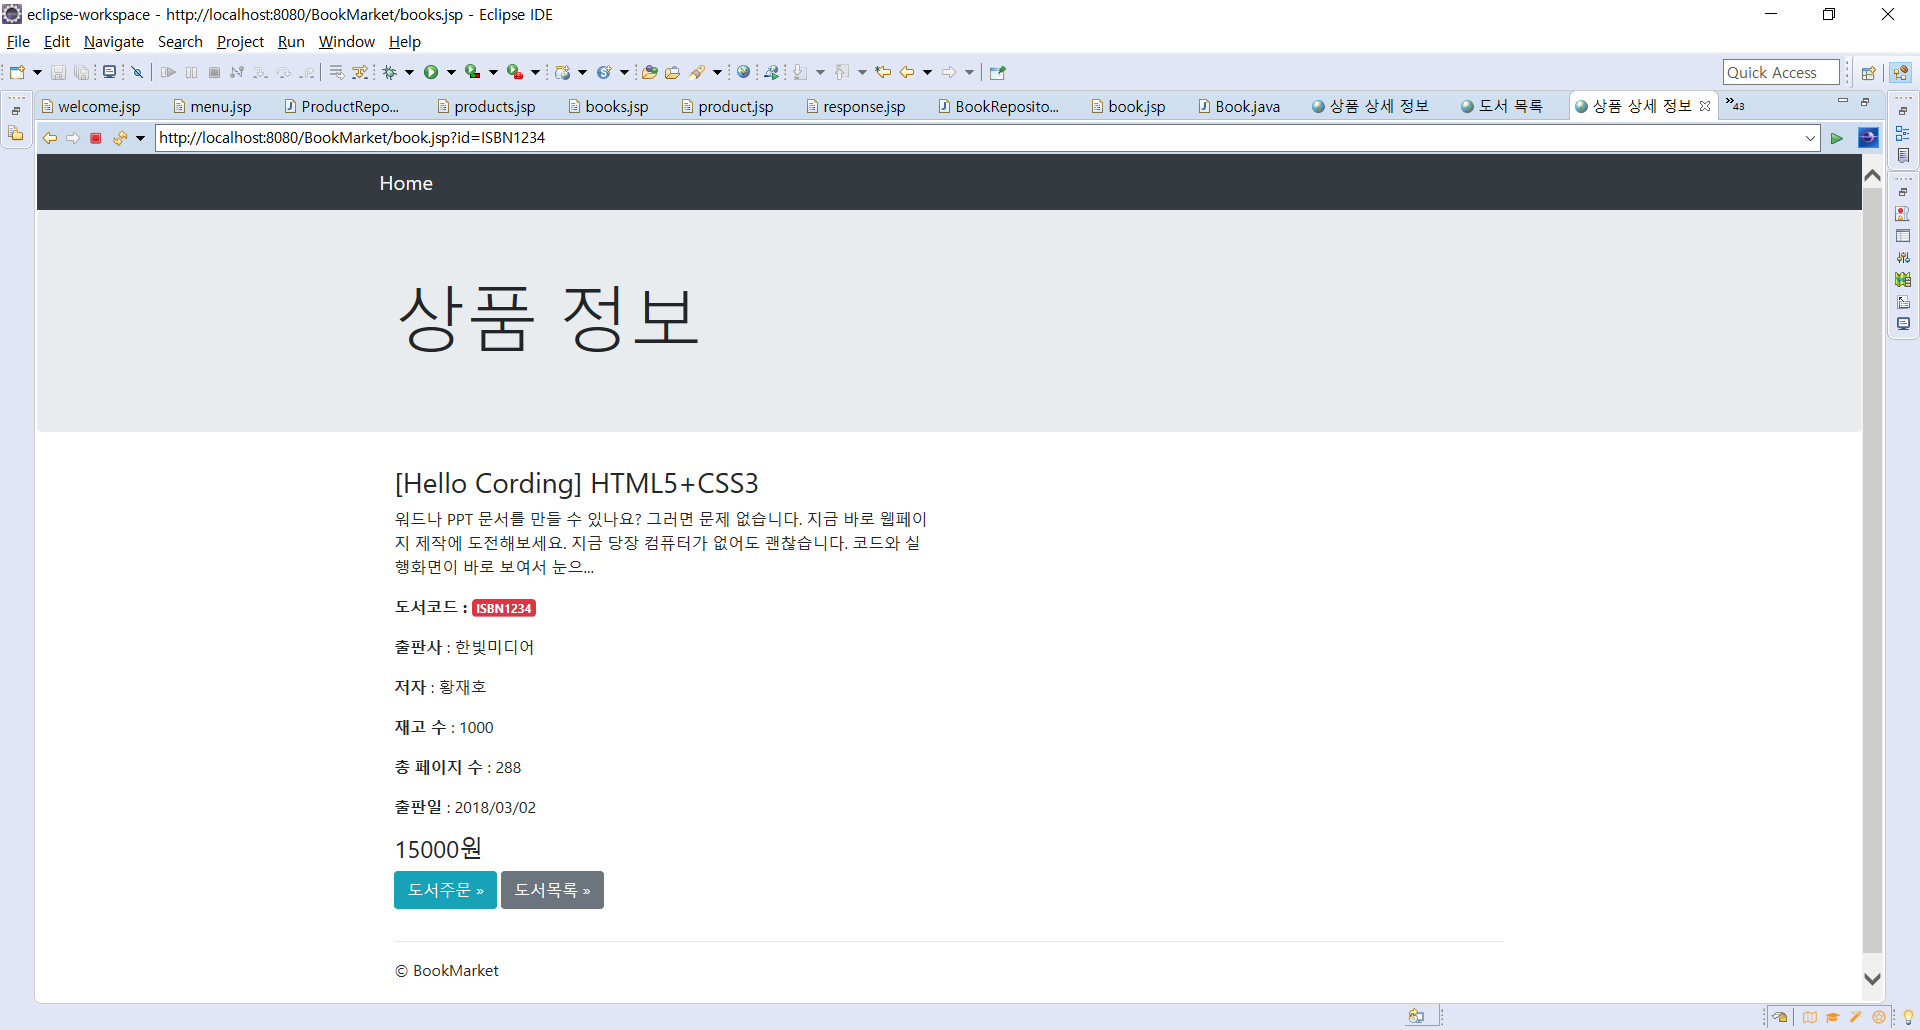 eclipse-workspace - http://localhost:8080/BookMarket/books.jsp - Eclipse IDE
File Edit Navigate Search Project Run Window Help
Quick Access
welcome.jsp menu.jsp ProductRepo... products.jsp books.jsp product.jsp response.jsp BookReposito... book.jsp Book.java 상품 상세 정보 도서 목록 상품 상세 정보 »43
http://localhost:8080/BookMarket/book.jsp?id=ISBN1234
Home
상품 정보
[Hello Cording] HTML5+CSS3
워드나 PPT 문서를 만들 수 있나요? 그러면 문제 없습니다. 지금 바로 웹페이
지 제작에 도전해보세요. 지금 당장 컴퓨터가 없어도 괜찮습니다. 코드와 실
행화면이 바로 보여서 눈으...
도서코드 : ISBN1234
출판사 : 한빛미디어
저자 : 황재호
재고 수 : 1000
총 페이지 수 : 288
출판일 : 2018/03/02
15000원
도서주문 » 도서목록 »
© BookMarket